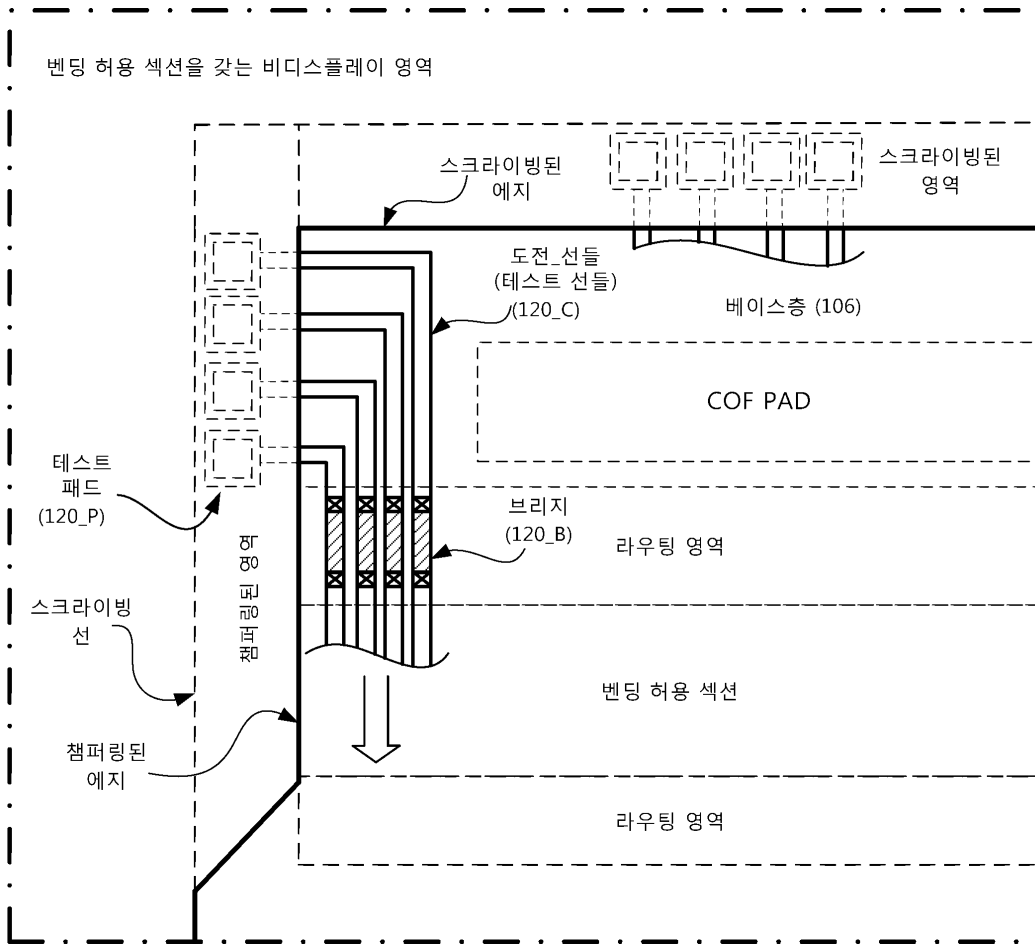 벤딩 허용 섹션을 갖는 비디스플레이 영역
스크라이빙된
에지
스크라이빙된
영역
도전_선들
(테스트 선들)
(120_C)
베이스층 (106)
COF PAD
테스트
패드
(120_P)
브리지
(120_B)
라우팅 영역
챔퍼링된 영역
스크라이빙
선
벤딩 허용 섹션
챔퍼링된
에지
라우팅 영역